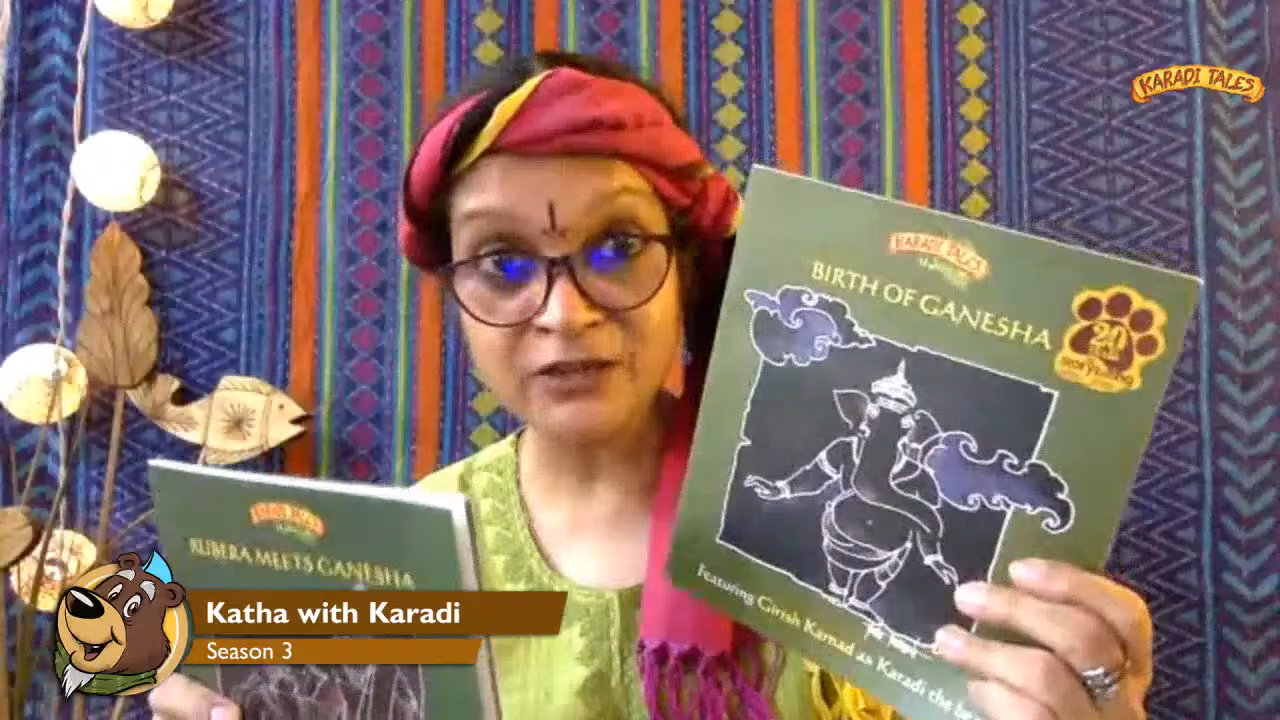 KARADI TALES
KARADI TALES
BIRTH OF GANESHA
20
Featuring Girish Karnad as Karadi the
KUBERA MEETS GANESHA
Katha with Karadi
Season 3